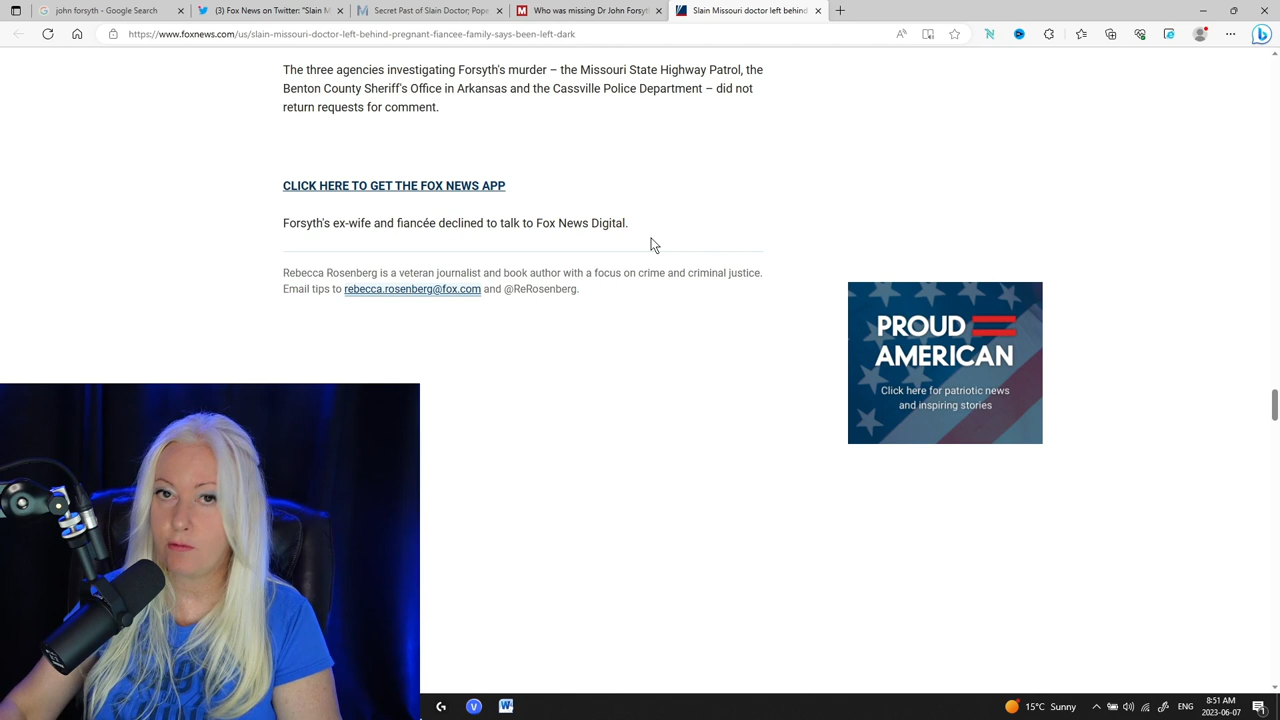 john forsyth - Google Search
(3) Fox News on Twitter: "Slain M
Secret Past of Slain Doctor; Pope
Who was missing Dr John Forsyt
Slain Missouri doctor left behind
https://www.foxnews.com/us/slain-missouri-doctor-left-behind-pregnant-fiancee-family-says-been-left-dark
The three agencies investigating Forsyth's murder – the Missouri State Highway Patrol, the
Benton County Sheriff's Office in Arkansas and the Cassville Police Department – did not
return requests for comment.
CLICK HERE TO GET THE FOX NEWS APP
Forsyth's ex-wife and fiancée declined to talk to Fox News Digital.
Rebecca Rosenberg is a veteran journalist and book author with a focus on crime and criminal justice.
Email tips to rebecca.rosenberg@fox.com and @ReRosenberg.
PROUD
AMERICAN
Click here for patriotic news
and inspiring stories
15°C Sunny
ENG
8:51 AM
2023-06-07